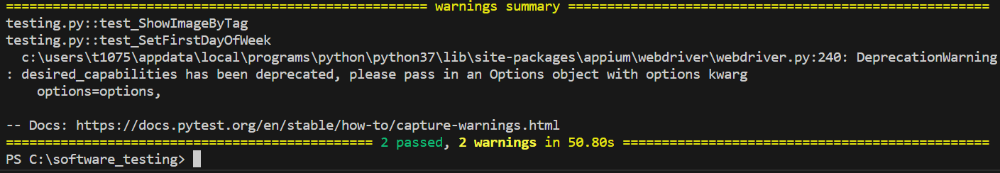 ====================================================== warnings summary ======================================================
testing.py::test_ShowImageByTag
testing.py::test_SetFirstDayOfWeek
  c:\users\t1075\appdata\local\programs\python\python37\lib\site-packages\appium\webdriver\webdriver.py:240: DeprecationWarning
: desired_capabilities has been deprecated, please pass in an Options object with options kwarg
    options=options,

-- Docs: https://docs.pytest.org/en/stable/how-to/capture-warnings.html
=============================================== 2 passed, 2 warnings in 50.80s ===============================================
PS C:\software_testing>